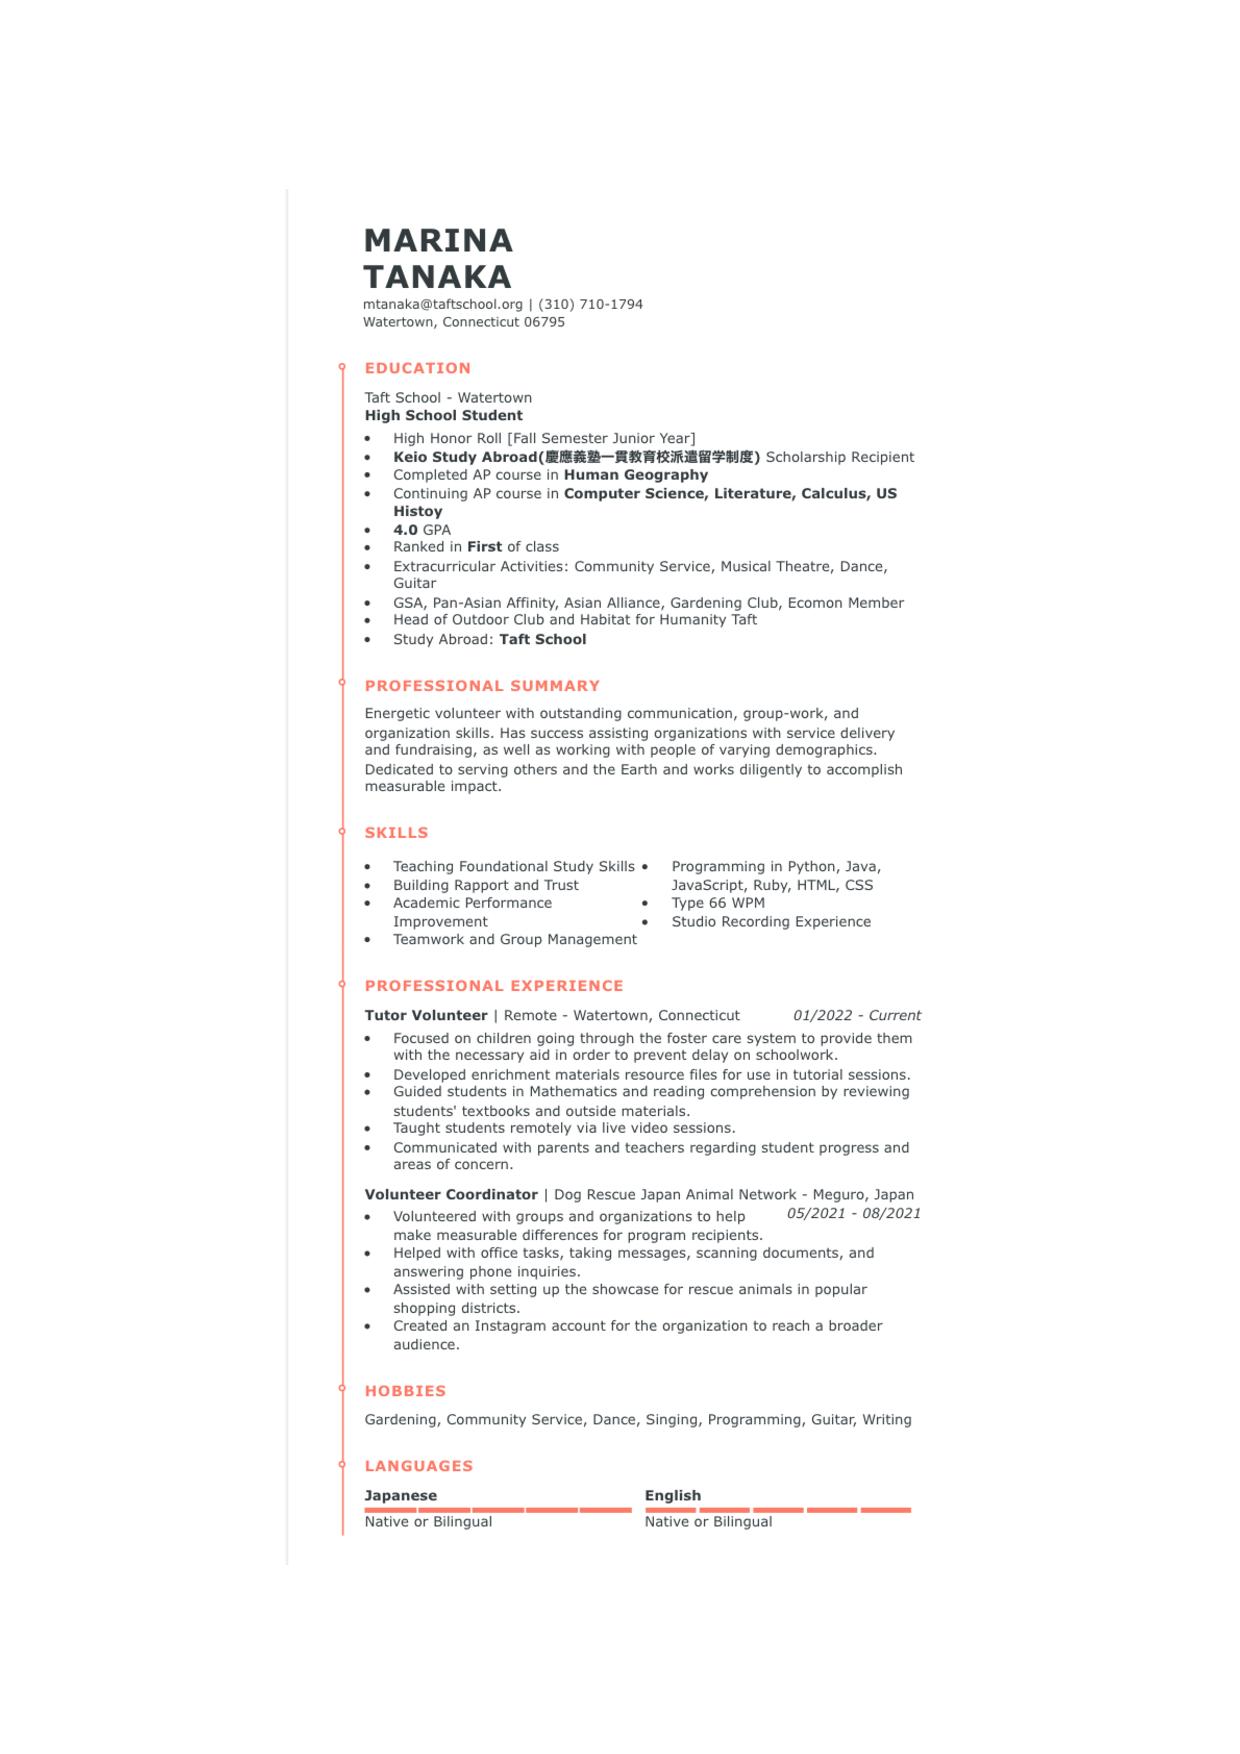 MARINA
TANAKA
mtanaka@taftschool.org | (310) 710-1794
Watertown, Connecticut 06795
EDUCATION
Taft School - Watertown
High School Student
• High Honor Roll [Fall Semester Junior Year]
• Keio Study Abroad(慶應義塾一貫教育校派遣留学制度) Scholarship Recipient
• Completed AP course in Human Geography
• Continuing AP course in Computer Science, Literature, Calculus, US
Histoy
• 4.0 GPA
• Ranked in First of class
• Extracurricular Activities: Community Service, Musical Theatre, Dance,
Guitar
• GSA, Pan-Asian Affinity, Asian Alliance, Gardening Club, Ecomon Member
• Head of Outdoor Club and Habitat for Humanity Taft
• Study Abroad: Taft School
PROFESSIONAL SUMMARY
Energetic volunteer with outstanding communication, group-work, and
organization skills. Has success assisting organizations with service delivery
and fundraising, as well as working with people of varying demographics.
Dedicated to serving others and the Earth and works diligently to accomplish
measurable impact.
SKILLS
• Teaching Foundational Study Skills
• Building Rapport and Trust
• Academic Performance
Improvement
• Teamwork and Group Management
• Programming in Python, Java,
JavaScript, Ruby, HTML, CSS
• Type 66 WPM
• Studio Recording Experience
PROFESSIONAL EXPERIENCE
Tutor Volunteer | Remote - Watertown, Connecticut 01/2022 - Current
• Focused on children going through the foster care system to provide them
with the necessary aid in order to prevent delay on schoolwork.
• Developed enrichment materials resource files for use in tutorial sessions.
• Guided students in Mathematics and reading comprehension by reviewing
students' textbooks and outside materials.
• Taught students remotely via live video sessions.
• Communicated with parents and teachers regarding student progress and
areas of concern.
Volunteer Coordinator | Dog Rescue Japan Animal Network - Meguro, Japan
05/2021 - 08/2021
• Volunteered with groups and organizations to help
make measurable differences for program recipients.
• Helped with office tasks, taking messages, scanning documents, and
answering phone inquiries.
• Assisted with setting up the showcase for rescue animals in popular
shopping districts.
• Created an Instagram account for the organization to reach a broader
audience.
HOBBIES
Gardening, Community Service, Dance, Singing, Programming, Guitar, Writing
LANGUAGES
Japanese
Native or Bilingual
English
Native or Bilingual